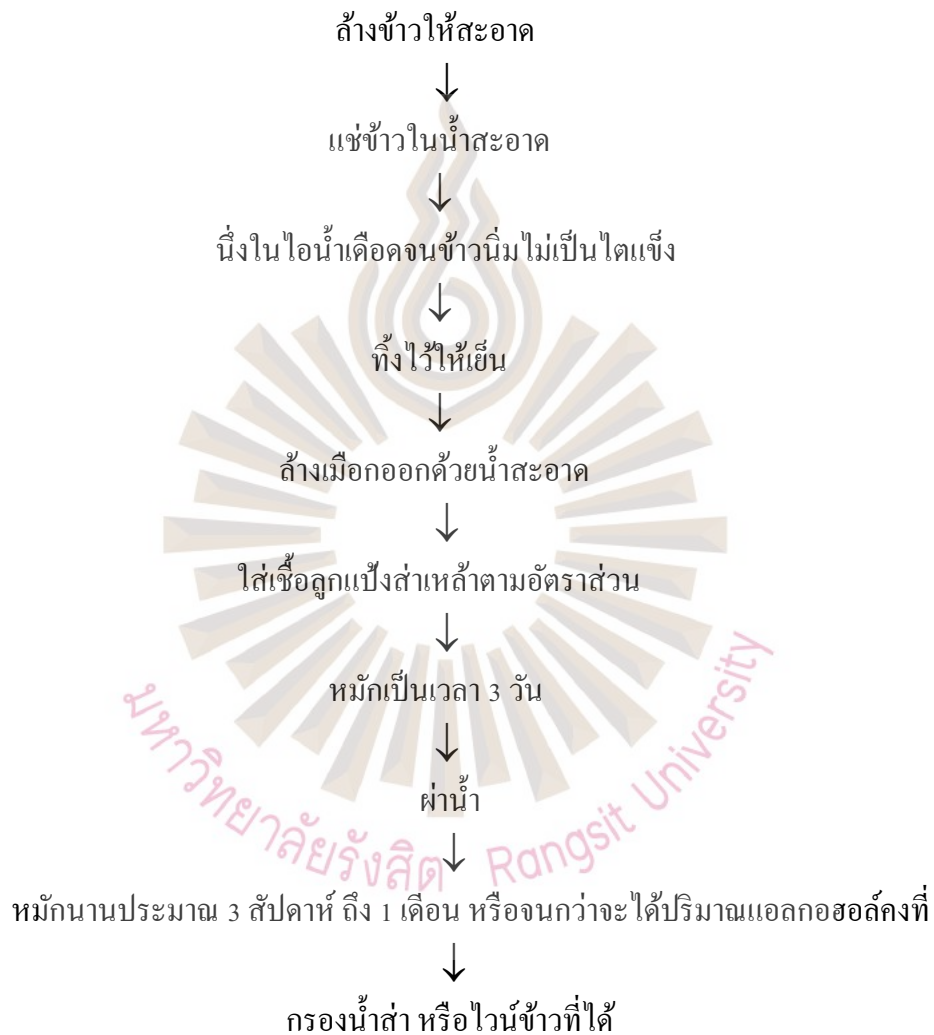 ล้างข้าวให้สะอาด
แช่ข้าวในน้ำสะอาด
นึ่งในไอน้ำเดือดจนข้าวนิ่มไม่เป็นไตแข็ง
ทิ้งไว้ให้เย็น
ล้างเมือกออกด้วยน้ำสะอาด
ใส่เชื้อลูกแป้งส่าเหล้าตามอัตราส่วน
หมักเป็นเวลา 3 วัน
ผ่าน้ำ
มหาวิทยาลัยรังสิต Rangsit University
หมักนานประมาณ 3 สัปดาห์ ถึง 1 เดือน หรือจนกว่าจะได้ปริมาณแอลกอฮอล์คงที่
กรองน้ำส่า หรือไวน์ข้าวที่ได้